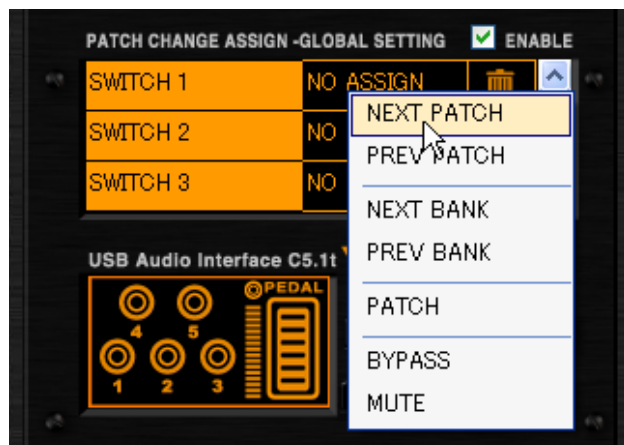 PATCH CHANGE ASSIGN -GLOBAL SETTING ENABLE
SWITCH 1 NO ASSIGN
SWITCH 2 NO
SWITCH 3 NO
NEXT PATCH
PREV PATCH
NEXT BANK
PREV BANK
PATCH
BYPASS
MUTE
USB Audio Interface C5.1t
PEDAL
4 5
1 2 3